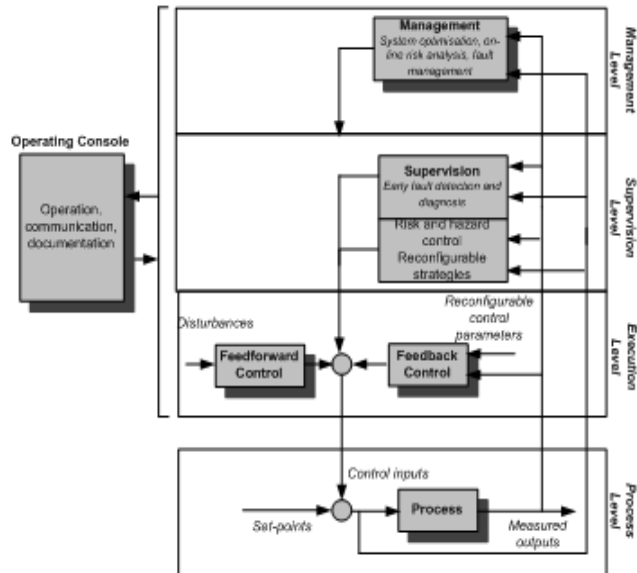 Management
System optimisation, on-
line risk analysis, fault
management
Management
Level
Operating Console
Operation,
communication,
documentation
Supervision
Early fault detection and
diagnosis
Risk and hazard control
Reconfigurable
strategies
Supervision
Level
Disturbances
Reconfigurable
control
parameters
Feedforward
Control
Feedback
Control
Execution
Level
Control inputs
Set-points
Process
Measured
outputs
Process
Level